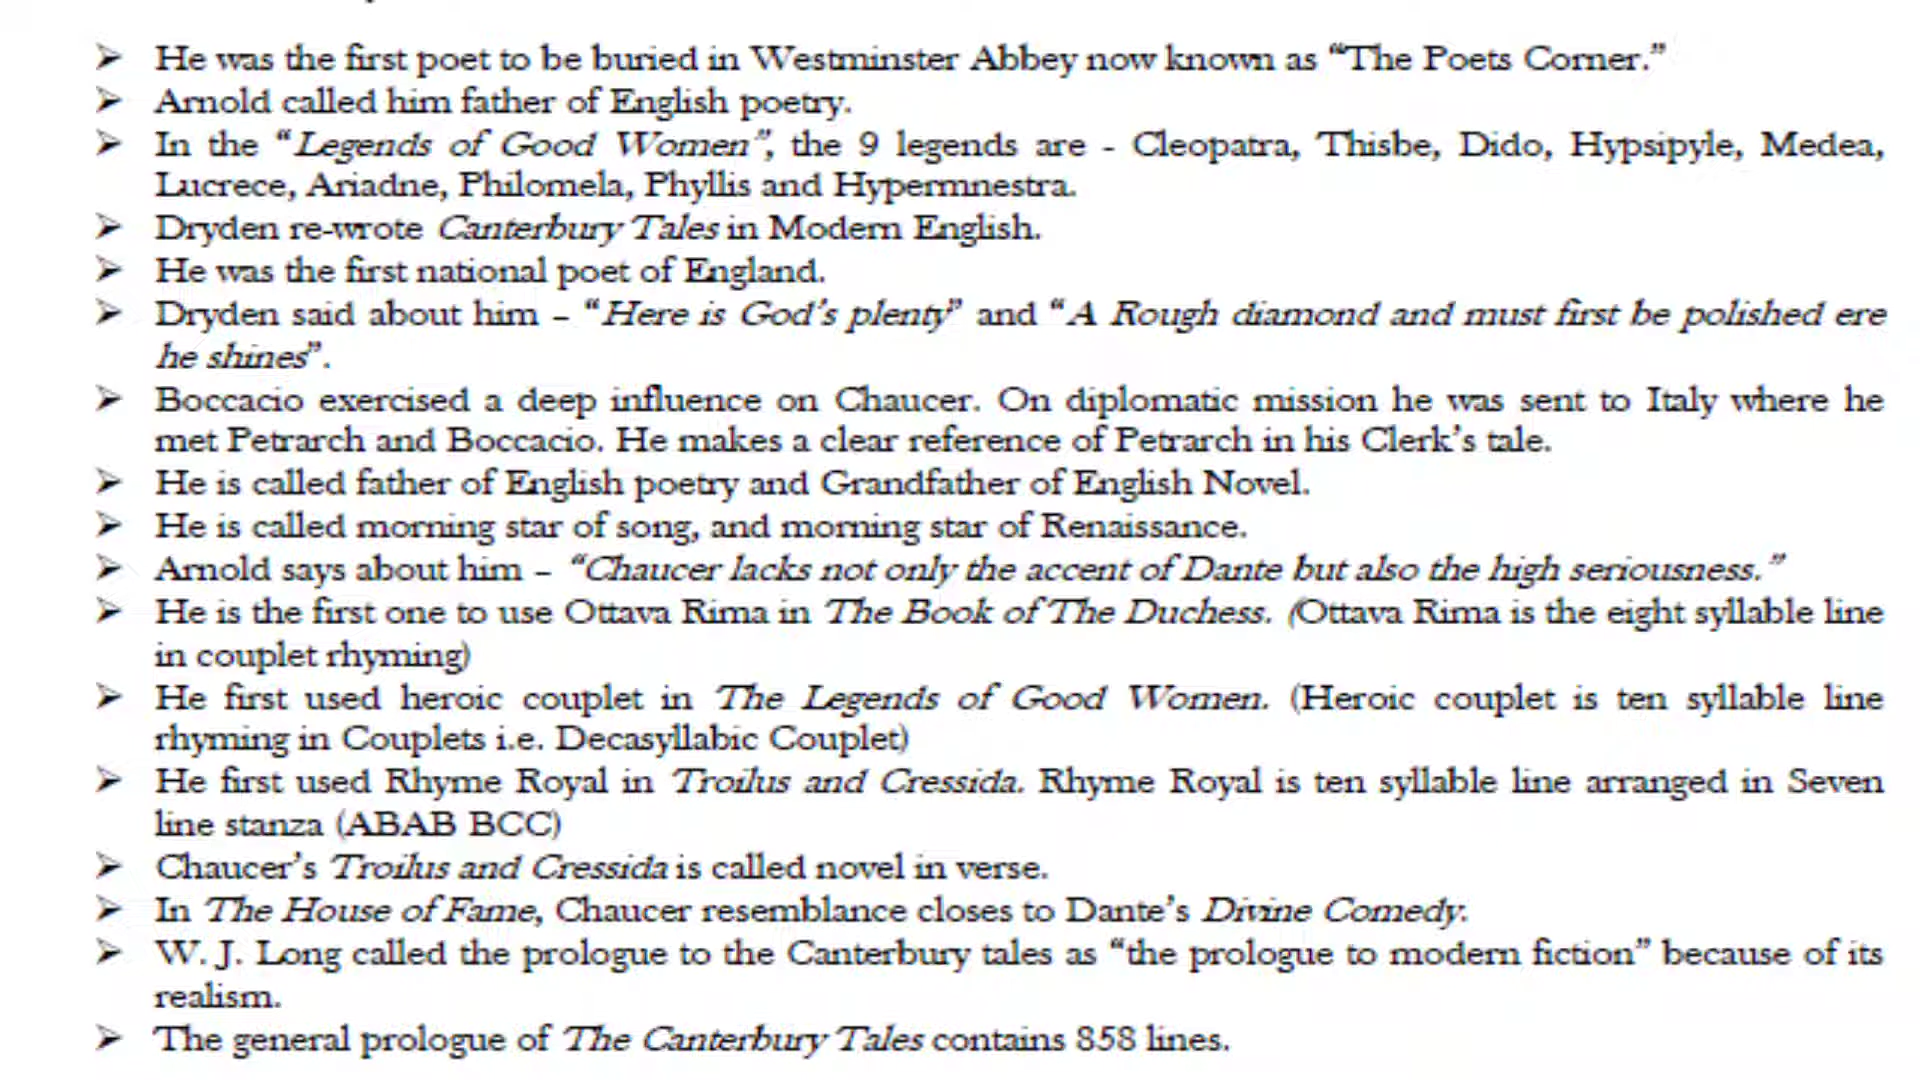 ➢ He was the first poet to be buried in Westminster Abbey now known as “The Poets Corner.”
➢ Arnold called him father of English poetry.
➢ In the “Legends of Good Women”, the 9 legends are - Cleopatra, Thisbe, Dido, Hypsipyle, Medea,
Lucrece, Ariadne, Philomela, Phyllis and Hypermnestra.
➢ Dryden re-wrote Canterbury Tales in Modern English.
➢ He was the first national poet of England.
➢ Dryden said about him – “Here is God’s plenty” and “A Rough diamond and must first be polished ere
he shines”.
➢ Boccacio exercised a deep influence on Chaucer. On diplomatic mission he was sent to Italy where he
met Petrarch and Boccacio. He makes a clear reference of Petrarch in his Clerk’s tale.
➢ He is called father of English poetry and Grandfather of English Novel.
➢ He is called morning star of song, and morning star of Renaissance.
➢ Arnold says about him – “Chaucer lacks not only the accent of Dante but also the high seriousness.”
➢ He is the first one to use Ottava Rima in The Book of The Duchess. (Ottava Rima is the eight syllable line
in couplet rhyming)
➢ He first used heroic couplet in The Legends of Good Women. (Heroic couplet is ten syllable line
rhyming in Couplets i.e. Decasyllabic Couplet)
➢ He first used Rhyme Royal in Troilus and Cressida. Rhyme Royal is ten syllable line arranged in Seven
line stanza (ABAB BCC)
➢ Chaucer’s Troilus and Cressida is called novel in verse.
➢ In The House of Fame, Chaucer resemblance closes to Dante’s Divine Comedy.
➢ W. J. Long called the prologue to the Canterbury tales as “the prologue to modern fiction” because of its
realism.
➢ The general prologue of The Canterbury Tales contains 858 lines.